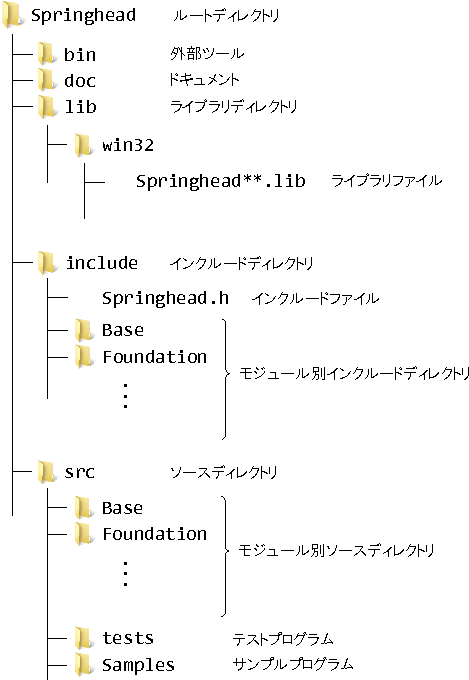 Springhead ルートディレクトリ
bin 外部ツール
doc ドキュメント
lib ライブラリディレクトリ
win32
Springhead**.lib ライブラリファイル
include インクルードディレクトリ
Springhead.h インクルードファイル
Base
Foundation
モジュール別インクルードディレクトリ
⋮
src ソースディレクトリ
Base
Foundation
モジュール別ソースディレクトリ
⋮
tests テストプログラム
Samples サンプルプログラム